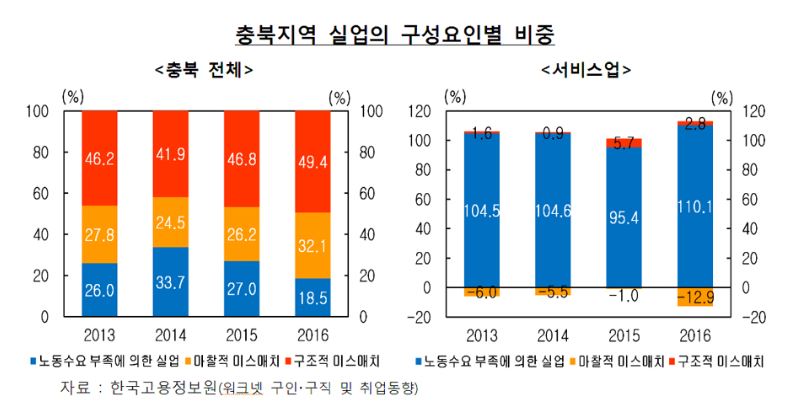 충북지역 실업의 구성요인별 비중
<충북 전체>
(%) (%)
100 100
80 80
60 60
40 40
20 20
0 0
46.2 41.9 46.8 49.4
27.8 24.5 26.2 32.1
26.0 33.7 27.0 18.5
2013 2014 2015 2016
노동수요 부족에 의한 실업 마찰적 미스매치 구조적 미스매치
<서비스업>
(%) (%)
120 120
100 100
80 80
60 60
40 40
20 20
0 0
-20 -20
1.6 0.9 5.7 2.8
104.5 104.6 95.4 110.1
-6.0 -5.5 -1.0 -12.9
2013 2014 2015 2016
노동수요 부족에 의한 실업 마찰적 미스매치 구조적 미스매치
자료 : 한국고용정보원(워크넷 구인·구직 및 취업동향)